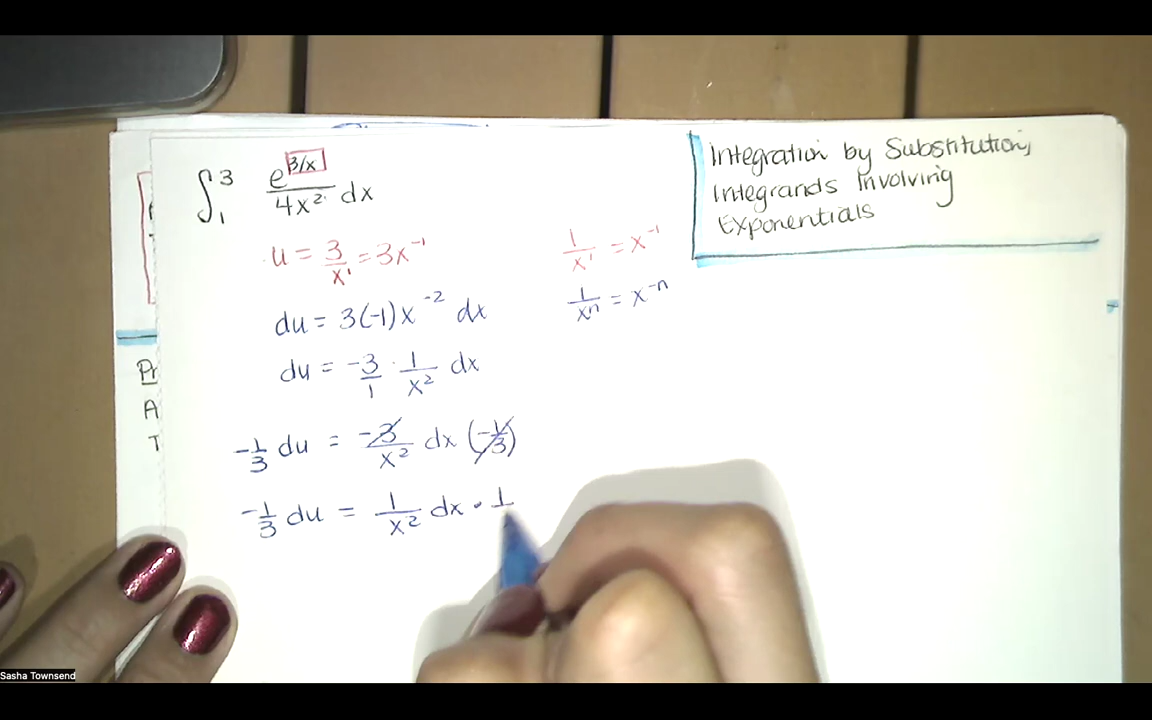 ∫₁³ e^(3/x) / 4x² dx
Integration by Substitution,
Integrands Involving
Exponentials
u = 3/x¹ = 3x⁻¹
1/x¹ = x⁻¹
du = 3(-1)x⁻² dx
1/xⁿ = x⁻ⁿ
du = -3/1 · 1/x² dx
-1/3 du = -3/x² dx (-1/3)
-1/3 du = 1/x² dx · 1
Pr
A
T
Sasha Townsend